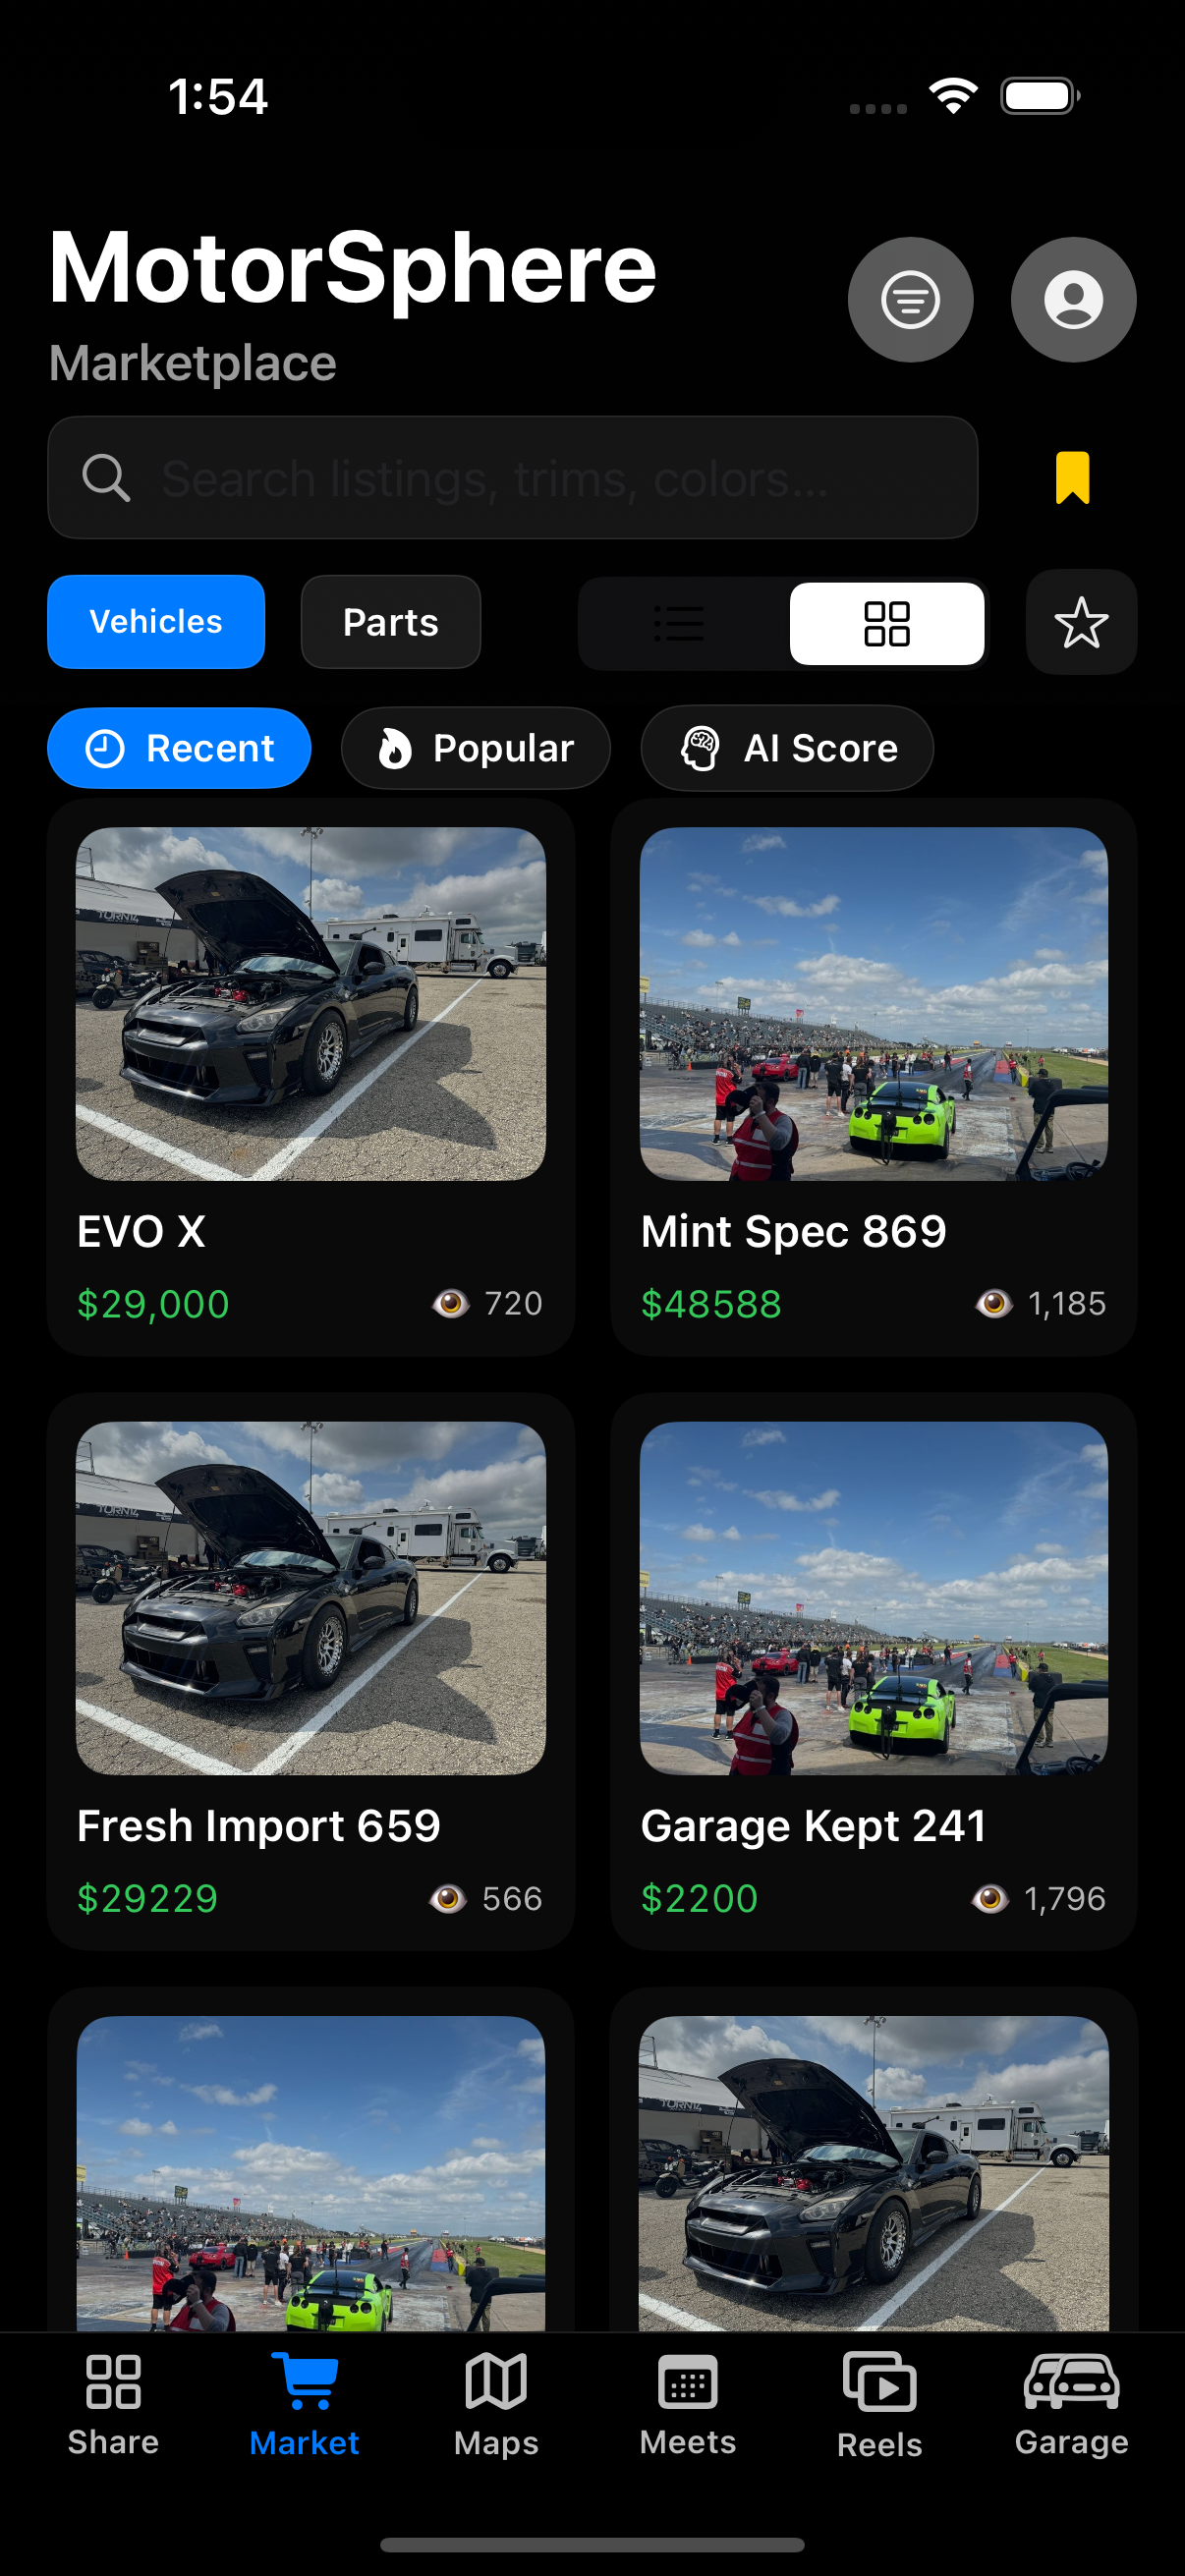 1:54
MotorSphere
Marketplace
Search listings, trims, colors...
Vehicles
Parts
Recent
Popular
AI Score
EVO X
$29,000
720
Mint Spec 869
$48588
1,185
Fresh Import 659
$29229
566
Garage Kept 241
$2200
1,796
Share
Market
Maps
Meets
Reels
Garage